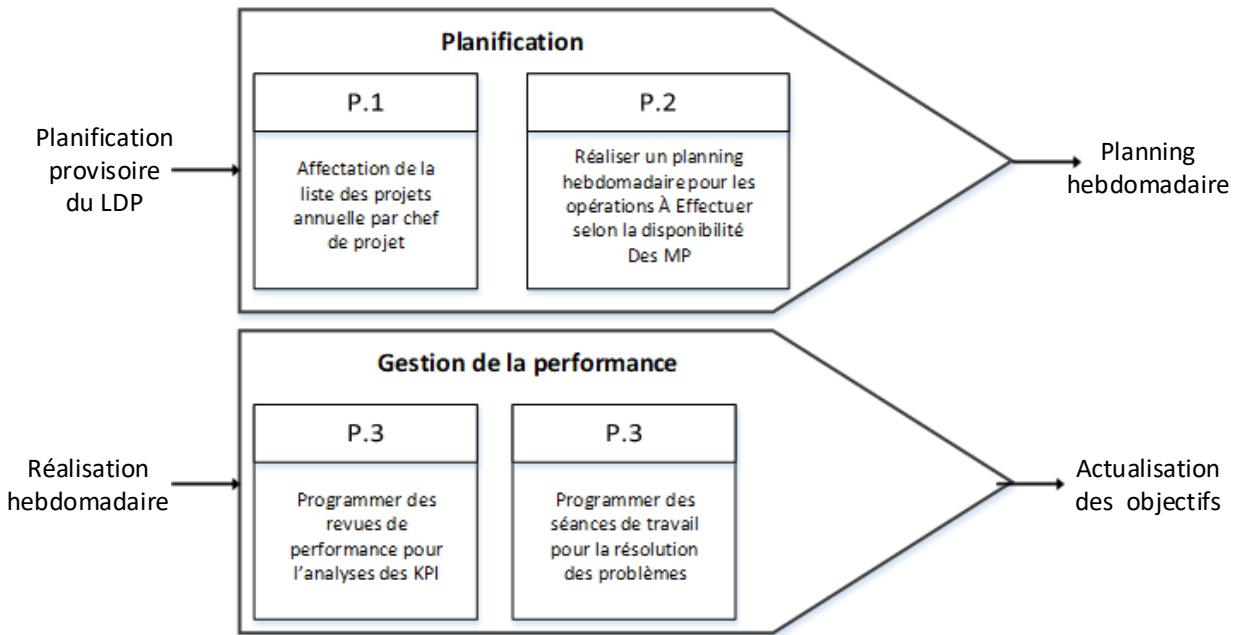 Planification
P.1
P.2
Planification
provisoire
du LDP
Affectation de la
liste des projets
annuelle par chef
de projet
Réaliser un planning
hebdomadaire pour les
opérations À Effectuer
selon la disponibilité
Des MP
Planning
hebdomadaire
Gestion de la performance
P.3
P.3
Réalisation
hebdomadaire
Programmer des
revues de
performance pour
l'analyses des KPI
Programmer des
séances de travail
pour la résolution
des problèmes
Actualisation
des objectifs